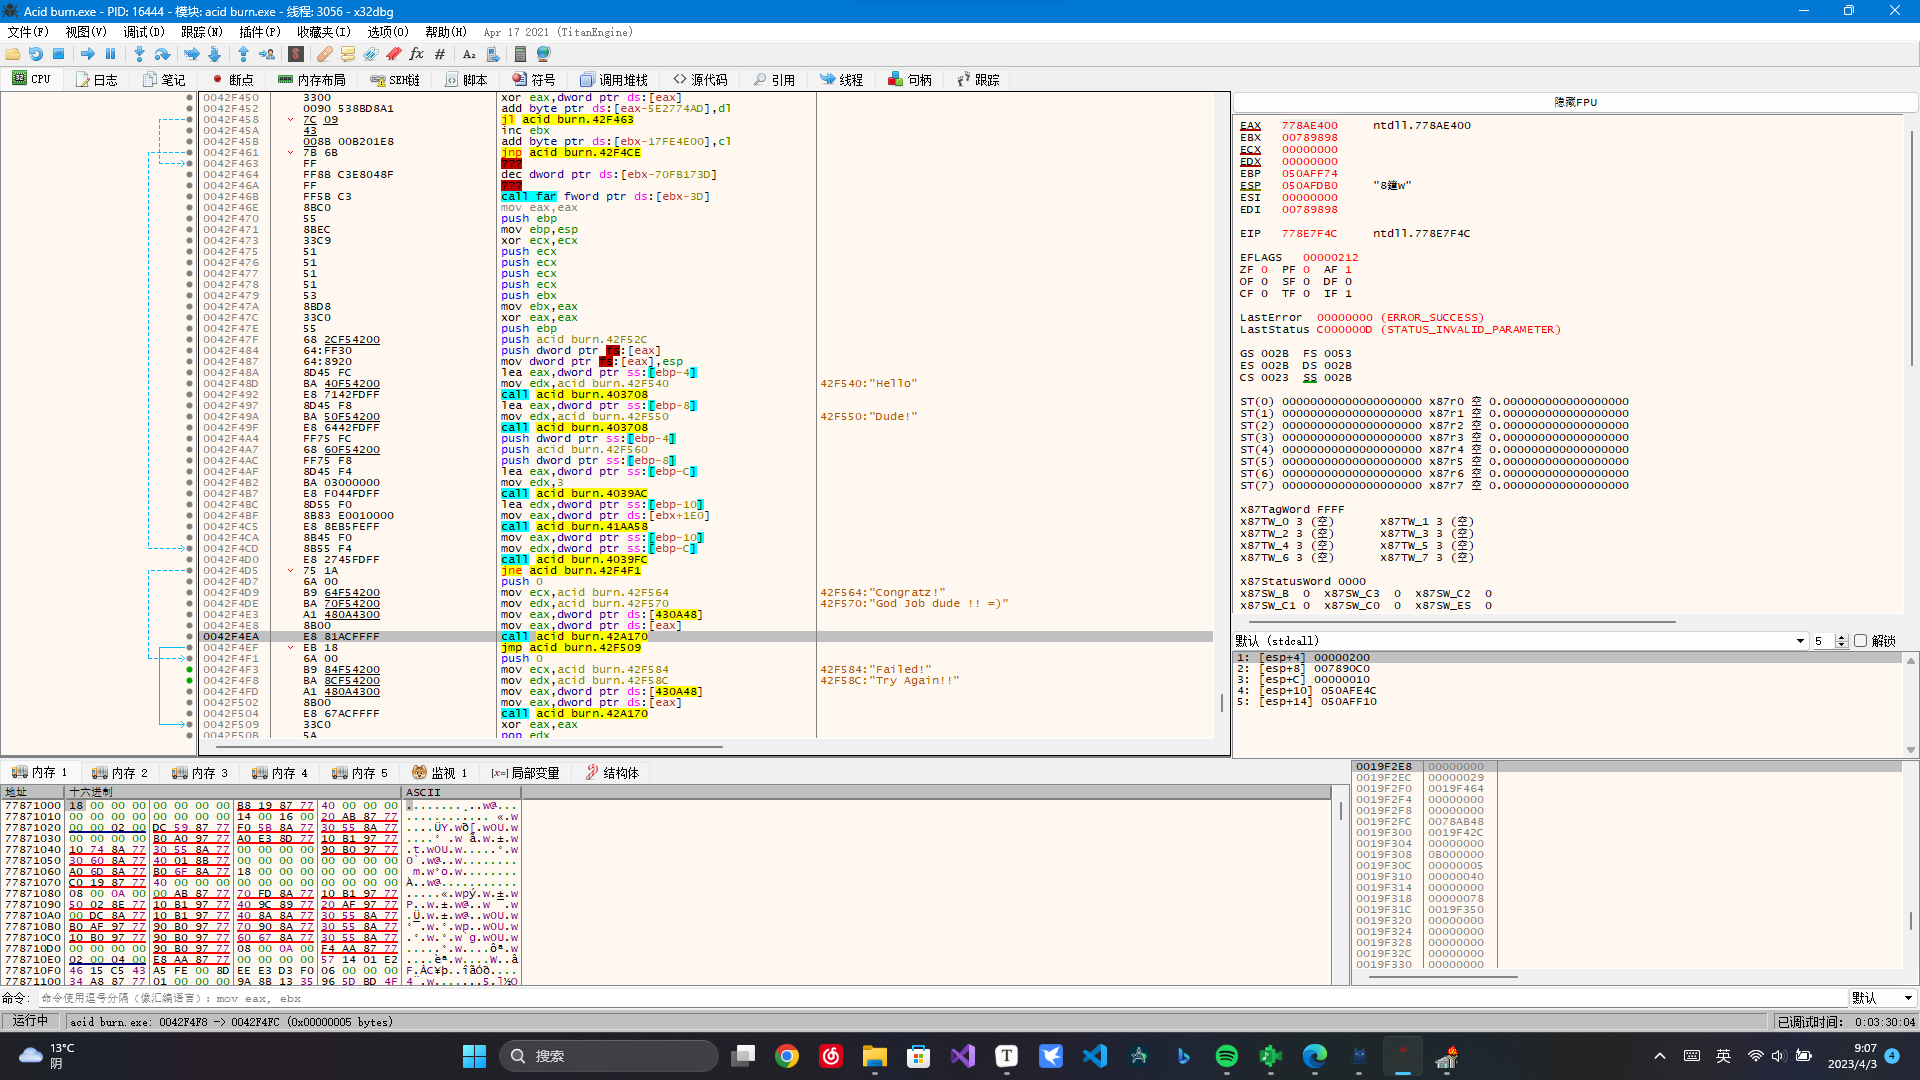 Acid burn.exe - PID: 16444 - 模块: acid burn.exe - 线程: 3056 - x32dbg
文件(F) 视图(V) 调试(D) 跟踪(N) 插件(P) 收藏夹(I) 选项(O) 帮助(H) Apr 17 2021 (TitanEngine)
CPU 日志 笔记 断点 内存布局 SEH链 脚本 符号 调用堆栈 源代码 引用 线程 句柄 跟踪
0042F450 3300 xor eax,dword ptr ds:[eax]
0042F452 0090 538BD8A1 add byte ptr ds:[eax-5E2774AD],dl
0042F458 7C 09 jl acid burn.42F463
0042F45A 43 inc ebx
0042F45B 008B 00B201E8 add byte ptr ds:[ebx-17FE4E00],cl
0042F461 7B 6B jnp acid burn.42F4CE
0042F463 FF ???
0042F464 FF8B C3E8048F dec dword ptr ds:[ebx-70FB173D]
0042F46A FF ???
0042F46B FF5B C3 call far fword ptr ds:[ebx-3D]
0042F46E 8BC0 mov eax,eax
0042F470 55 push ebp
0042F471 8BEC mov ebp,esp
0042F473 33C9 xor ecx,ecx
0042F475 51 push ecx
0042F476 51 push ecx
0042F477 51 push ecx
0042F478 51 push ecx
0042F479 53 push ebx
0042F47A 8BD8 mov ebx,eax
0042F47C 33C0 xor eax,eax
0042F47E 55 push ebp
0042F47F 68 2CF54200 push acid burn.42F52C
0042F484 64:FF30 push dword ptr fs:[eax]
0042F487 64:8920 mov dword ptr fs:[eax],esp
0042F48A 8D45 FC lea eax,dword ptr ss:[ebp-4]
0042F48D BA 40F54200 mov edx,acid burn.42F540 42F540:"Hello"
0042F492 E8 7142FDFF call acid burn.403708
0042F497 8D45 F8 lea eax,dword ptr ss:[ebp-8]
0042F49A BA 50F54200 mov edx,acid burn.42F550 42F550:"Dude!"
0042F49F E8 6442FDFF call acid burn.403708
0042F4A4 FF75 FC push dword ptr ss:[ebp-4]
0042F4A7 68 60F54200 push acid burn.42F560
0042F4AC FF75 F8 push dword ptr ss:[ebp-8]
0042F4AF 8D45 F4 lea eax,dword ptr ss:[ebp-C]
0042F4B2 BA 03000000 mov edx,3
0042F4B7 E8 F044FDFF call acid burn.4039AC
0042F4BC 8D55 F0 lea edx,dword ptr ss:[ebp-10]
0042F4BF 8B83 E0010000 mov eax,dword ptr ds:[ebx+1E0]
0042F4C5 E8 8EB5FEFF call acid burn.41AA58
0042F4CA 8B45 F0 mov eax,dword ptr ss:[ebp-10]
0042F4CD 8B55 F4 mov edx,dword ptr ss:[ebp-C]
0042F4D0 E8 2745FDFF call acid burn.4039FC
0042F4D5 75 1A jne acid burn.42F4F1
0042F4D7 6A 00 push 0
0042F4D9 B9 64F54200 mov ecx,acid burn.42F564 42F564:"Congratz!"
0042F4DE BA 70F54200 mov edx,acid burn.42F570 42F570:"God Job dude !! =)"
0042F4E3 A1 480A4300 mov eax,dword ptr ds:[430A48]
0042F4E8 8B00 mov eax,dword ptr ds:[eax]
0042F4EA E8 81ACFFFF call acid burn.42A170
0042F4EF EB 18 jmp acid burn.42F509
0042F4F1 6A 00 push 0
0042F4F3 B9 84F54200 mov ecx,acid burn.42F584 42F584:"Failed!"
0042F4F8 BA 8CF54200 mov edx,acid burn.42F58C 42F58C:"Try Again!!"
0042F4FD A1 480A4300 mov eax,dword ptr ds:[430A48]
0042F502 8B00 mov eax,dword ptr ds:[eax]
0042F504 E8 67ACFFFF call acid burn.42A170
0042F509 33C0 xor eax,eax
0042F50B 5A pop edx
隐藏FPU
EAX 778AE400 ntdll.778AE400
EBX 00789898
ECX 00000000
EDX 00000000
EBP 050AFF74
ESP 050AFDB0
ESI 00000000
EDI 00789898
EIP 778E7F4C ntdll.778E7F4C
EFLAGS 00000212
ZF 0 PF 0 AF 1
OF 0 SF 0 DF 0
CF 0 TF 0 IF 1
LastError 00000000 (ERROR_SUCCESS)
LastStatus C000000D (STATUS_INVALID_PARAMETER)
GS 002B FS 0053
ES 002B DS 002B
CS 0023 SS 002B
ST(0) 00000000000000000000 x87r0 空 0.000000000000000000
ST(1) 00000000000000000000 x87r1 空 0.000000000000000000
ST(2) 00000000000000000000 x87r2 空 0.000000000000000000
ST(3) 00000000000000000000 x87r3 空 0.000000000000000000
ST(4) 00000000000000000000 x87r4 空 0.000000000000000000
ST(5) 00000000000000000000 x87r5 空 0.000000000000000000
ST(6) 00000000000000000000 x87r6 空 0.000000000000000000
ST(7) 00000000000000000000 x87r7 空 0.000000000000000000
x87TagWord FFFF
x87TW_0 3 (空) x87TW_1 3 (空)
x87TW_2 3 (空) x87TW_3 3 (空)
x87TW_4 3 (空) x87TW_5 3 (空)
x87TW_6 3 (空) x87TW_7 3 (空)
x87StatusWord 0000
x87SW_B 0 x87SW_C3 0 x87SW_C2 0
x87SW_C1 0 x87SW_C0 0 x87SW_ES 0
默认 (stdcall) 5 解锁
1: [esp+4] 00000200
2: [esp+8] 007890C0
3: [esp+C] 00000010
4: [esp+10] 050AFE4C
5: [esp+14] 050AFF10
内存 1 内存 2 内存 3 内存 4 内存 5 监视 1 [x=] 局部变量 结构体
地址 十六进制 ASCII
77871000 18 00 00 00 00 00 00 00 B8 19 87 77 40 00 00 00
77871010 00 00 00 00 00 00 00 00 14 00 16 00 20 AB 87 77
77871020 00 00 02 00 DC 59 87 77 F0 5B 8A 77 30 55 8A 77
77871030 00 00 00 00 B0 A0 97 77 A0 E3 8D 77 10 B1 97 77
77871040 10 74 8A 77 30 55 8A 77 00 00 00 00 90 B0 97 77
77871050 30 60 8A 77 40 01 8B 77 00 00 00 00 00 00 00 00
77871060 A0 6D 8A 77 B0 6F 8A 77 18 00 00 00 00 00 00 00
77871070 C0 19 87 77 40 00 00 00 00 00 00 00 00 00 00 00
77871080 08 00 0A 00 00 AB 87 77 70 FD 8A 77 10 B1 97 77
77871090 50 02 8E 77 10 B1 97 77 40 9C 89 77 20 AF 97 77
778710A0 00 DC 8A 77 10 B1 97 77 40 8A 8A 77 30 55 8A 77
778710B0 B0 AF 97 77 90 B0 97 77 70 90 8A 77 30 55 8A 77
778710C0 10 B0 97 77 90 B0 97 77 60 67 8A 77 30 55 8A 77
778710D0 00 00 00 00 90 B0 97 77 08 00 0A 00 F4 AA 87 77
778710E0 02 00 04 00 E8 AA 87 77 00 00 00 00 57 14 01 E2
778710F0 46 15 C5 43 A5 FE 00 8D EE E3 D3 F0 06 00 00 00
77871100 34 A8 87 77 01 00 00 00 9A 8B 13 35 96 5D BD 4F
0019F2E8 00000000
0019F2EC 00000029
0019F2F0 0019F464
0019F2F4 00000000
0019F2F8 00000000
0019F2FC 0078AB48
0019F300 0019F42C
0019F304 00000000
0019F308 0B000000
0019F30C 00000005
0019F310 00000040
0019F314 00000000
0019F318 00000078
0019F31C 0019F350
0019F320 00000000
0019F324 00000000
0019F328 00000000
0019F32C 00000000
0019F330 00000000
命令: 命令使用逗号分隔（像汇编语言）: mov eax, ebx 默认
运行中 acid burn.exe: 0042F4F8 -> 0042F4FC (0x00000005 bytes) 已调试时间: 0:03:30:04
13°C
阴
搜索
英
9:07
2023/4/3
4